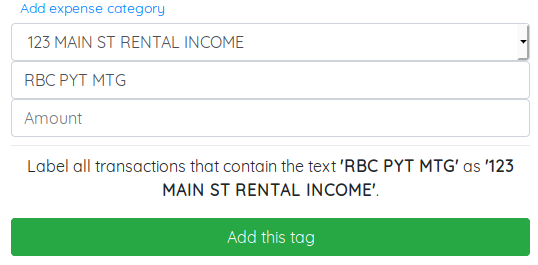 Add expense category
123 MAIN ST RENTAL INCOME
RBC PYT MTG
Amount
Label all transactions that contain the text 'RBC PYT MTG' as '123
MAIN ST RENTAL INCOME'.
Add this tag